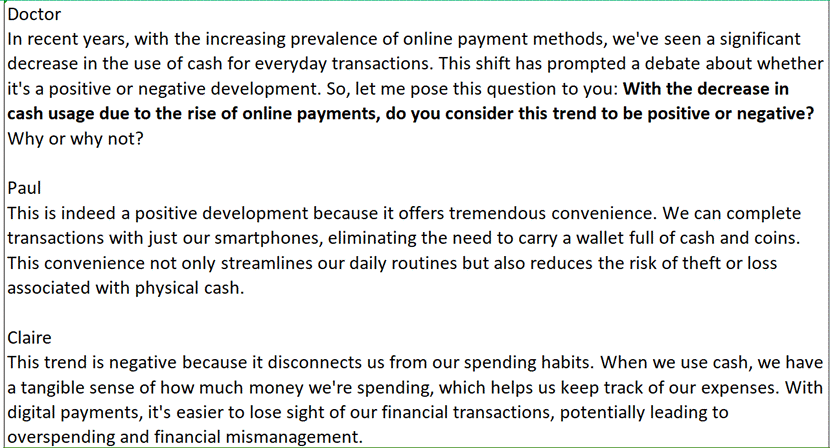 Doctor
In recent years, with the increasing prevalence of online payment methods, we've seen a significant
decrease in the use of cash for everyday transactions. This shift has prompted a debate about whether
it's a positive or negative development. So, let me pose this question to you: With the decrease in
cash usage due to the rise of online payments, do you consider this trend to be positive or negative?
Why or why not?
Paul
This is indeed a positive development because it offers tremendous convenience. We can complete
transactions with just our smartphones, eliminating the need to carry a wallet full of cash and coins.
This convenience not only streamlines our daily routines but also reduces the risk of theft or loss
associated with physical cash.
Claire
This trend is negative because it disconnects us from our spending habits. When we use cash, we have
a tangible sense of how much money we're spending, which helps us keep track of our expenses. With
digital payments, it's easier to lose sight of our financial transactions, potentially leading to
overspending and financial mismanagement.